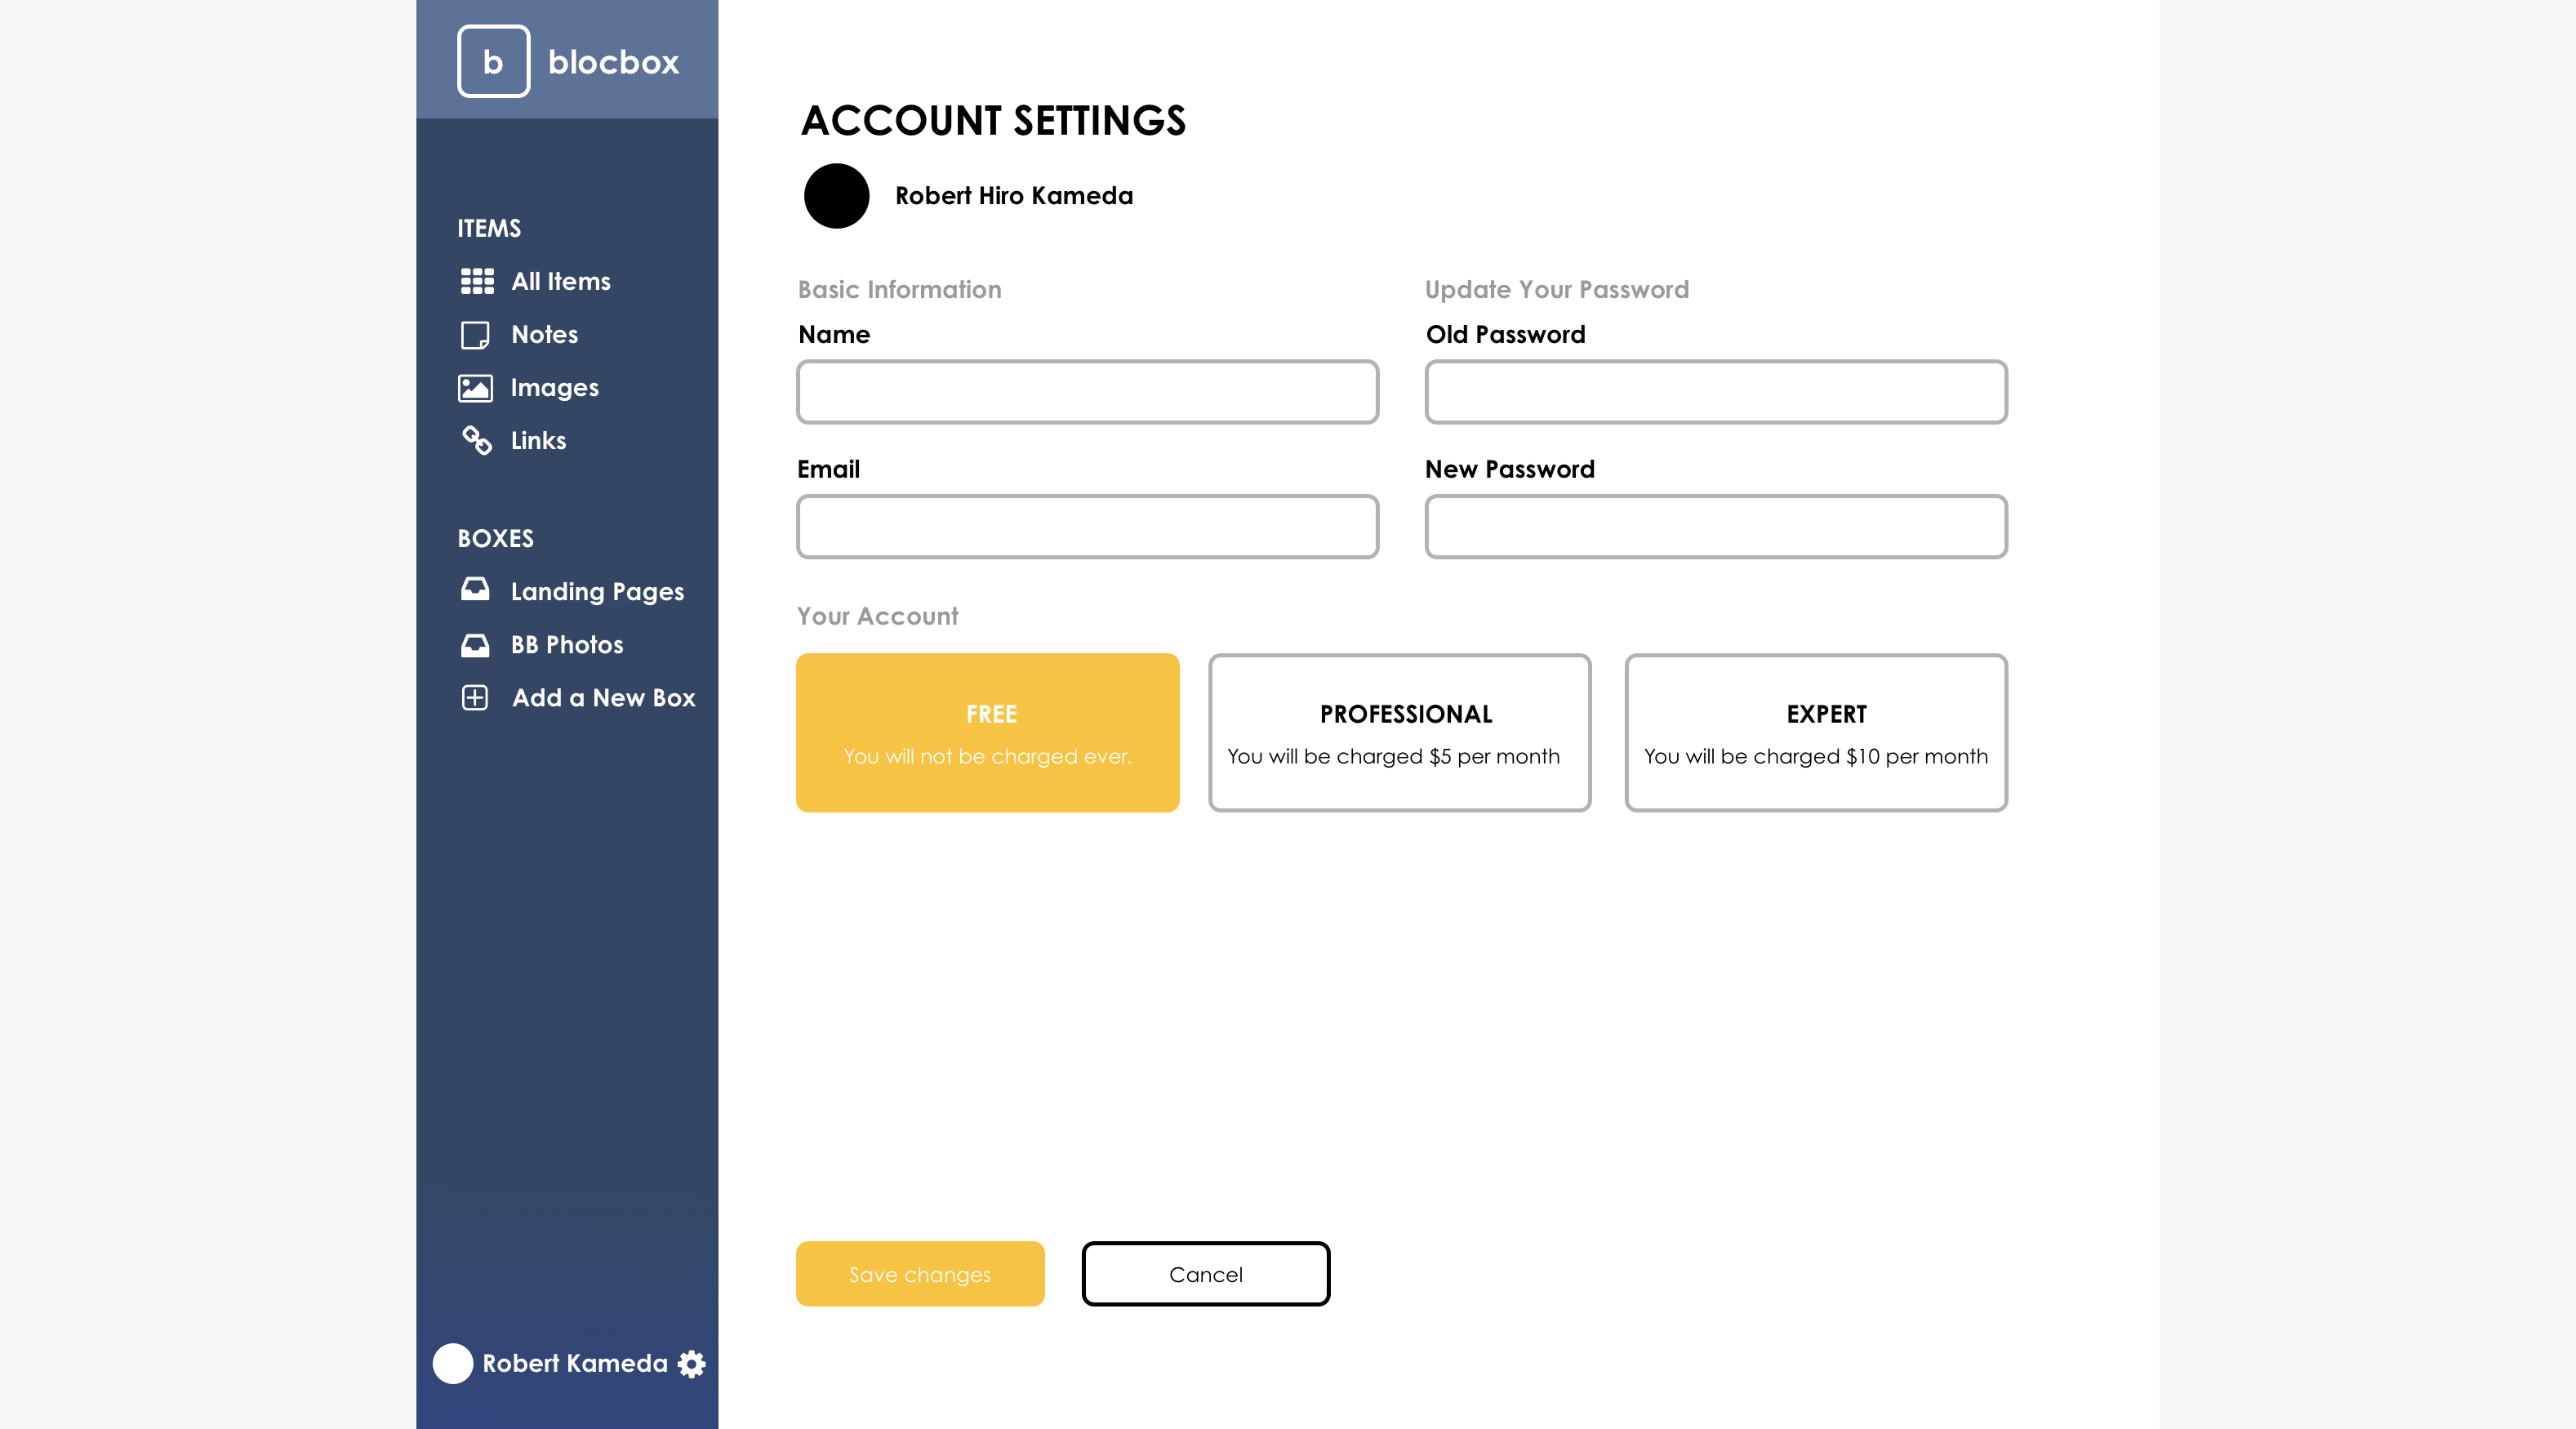 b blocbox
ITEMS
All Items
Notes
Images
Links
BOXES
Landing Pages
BB Photos
Add a New Box
Robert Kameda
ACCOUNT SETTINGS
Robert Hiro Kameda
Basic Information
Name
Email
Update Your Password
Old Password
New Password
Your Account
FREE
You will not be charged ever.
PROFESSIONAL
You will be charged $5 per month
EXPERT
You will be charged $10 per month
Save changes
Cancel